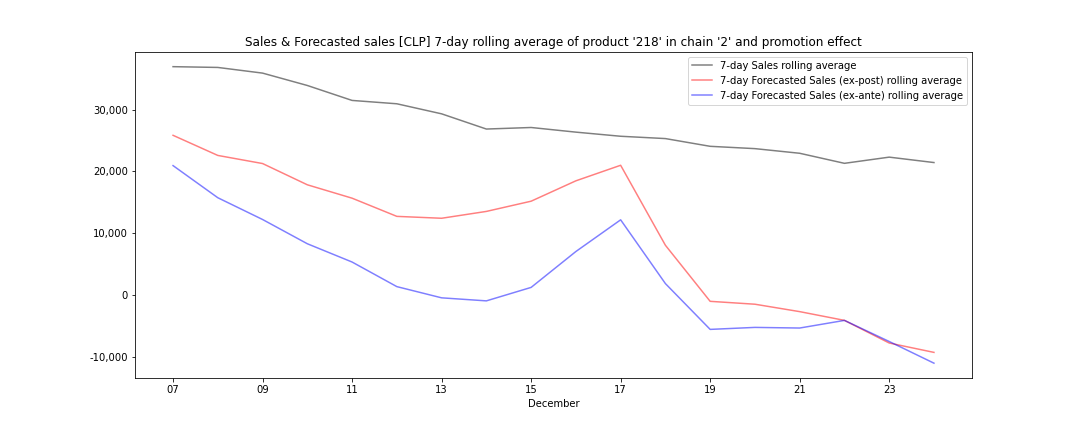 Sales & Forecasted sales [CLP] 7-day rolling average of product '218' in chain '2' and promotion effect
7-day Sales rolling average
7-day Forecasted Sales (ex-post) rolling average
7-day Forecasted Sales (ex-ante) rolling average
30,000
20,000
10,000
0
-10,000
07 09 11 13 15 17 19 21 23
December